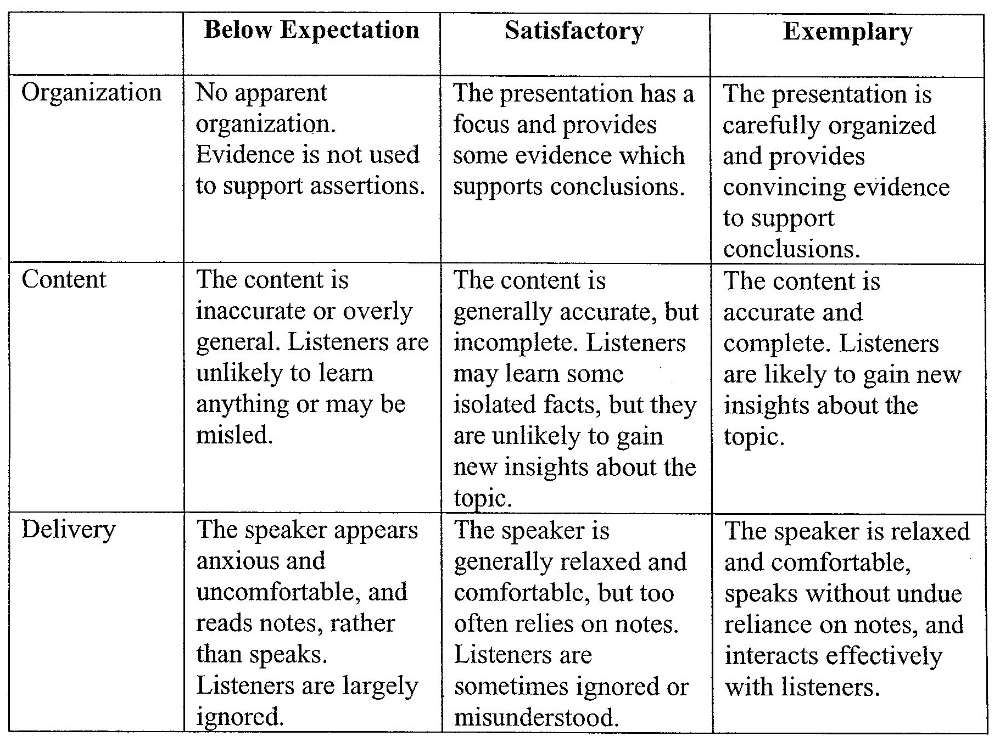 Below Expectation
Satisfactory
Exemplary
Organization
No apparent
organization.
Evidence is not used
to support assertions.
The presentation has a
focus and provides
some evidence which
supports conclusions.
The presentation is
carefully organized
and provides
convincing evidence
to support
conclusions.
Content
The content is
inaccurate or overly
general. Listeners are
unlikely to learn
anything or may be
misled.
The content is
generally accurate, but
incomplete. Listeners
may learn some
isolated facts, but they
are unlikely to gain
new insights about the
topic.
The content is
accurate and
complete. Listeners
are likely to gain new
insights about the
topic.
Delivery
The speaker appears
anxious and
uncomfortable, and
reads notes, rather
than speaks.
Listeners are largely
ignored.
The speaker is
generally relaxed and
comfortable, but too
often relies on notes.
Listeners are
sometimes ignored or
misunderstood.
The speaker is relaxed
and comfortable,
speaks without undue
reliance on notes, and
interacts effectively
with listeners.